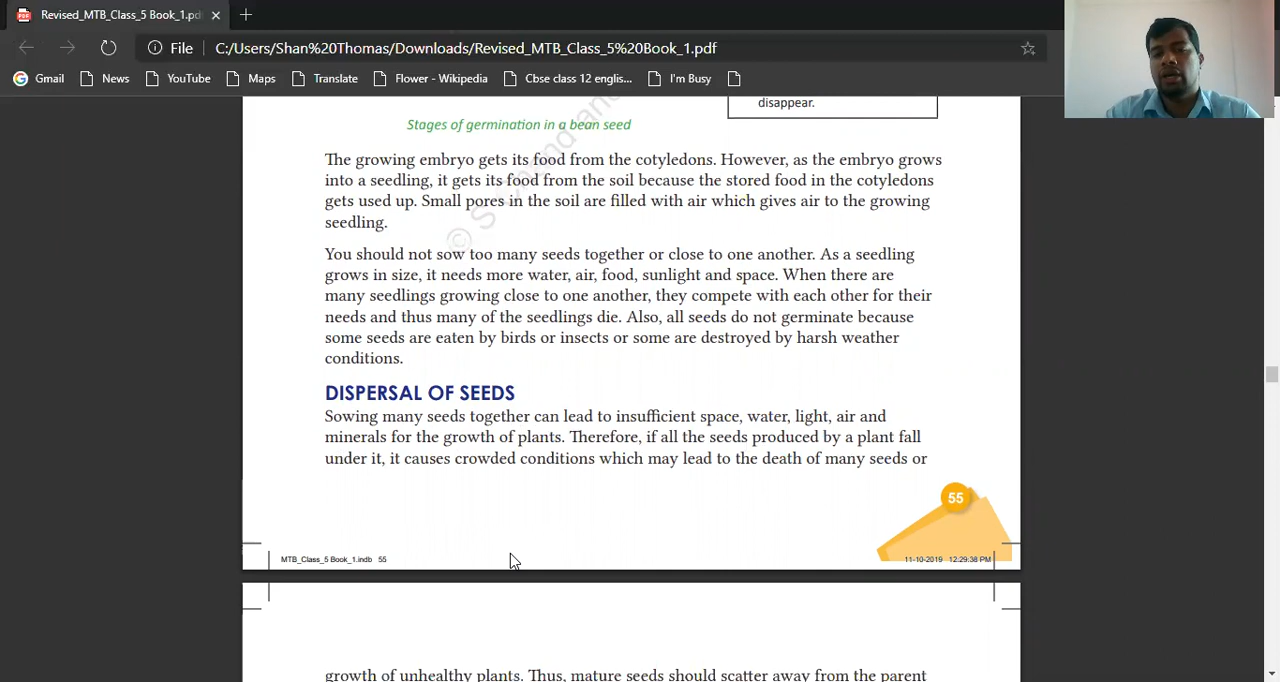 Revised_MTB_Class_5 Book_1.pd
File
C:/Users/Shan%20Thomas/Downloads/Revised_MTB_Class_5%20Book_1.pdf
Gmail News YouTube Maps Translate Flower - Wikipedia Cbse class 12 englis... I'm Busy
disappear.
Stages of germination in a bean seed
The growing embryo gets its food from the cotyledons. However, as the embryo grows
into a seedling, it gets its food from the soil because the stored food in the cotyledons
gets used up. Small pores in the soil are filled with air which gives air to the growing
seedling.
You should not sow too many seeds together or close to one another. As a seedling
grows in size, it needs more water, air, food, sunlight and space. When there are
many seedlings growing close to one another, they compete with each other for their
needs and thus many of the seedlings die. Also, all seeds do not germinate because
some seeds are eaten by birds or insects or some are destroyed by harsh weather
conditions.
DISPERSAL OF SEEDS
Sowing many seeds together can lead to insufficient space, water, light, air and
minerals for the growth of plants. Therefore, if all the seeds produced by a plant fall
under it, it causes crowded conditions which may lead to the death of many seeds or
55
MTB_Class_5 Book_1.indb 55
11-10-2019 12:29:38 PM
growth of unhealthy plants. Thus, mature seeds should scatter away from the parent